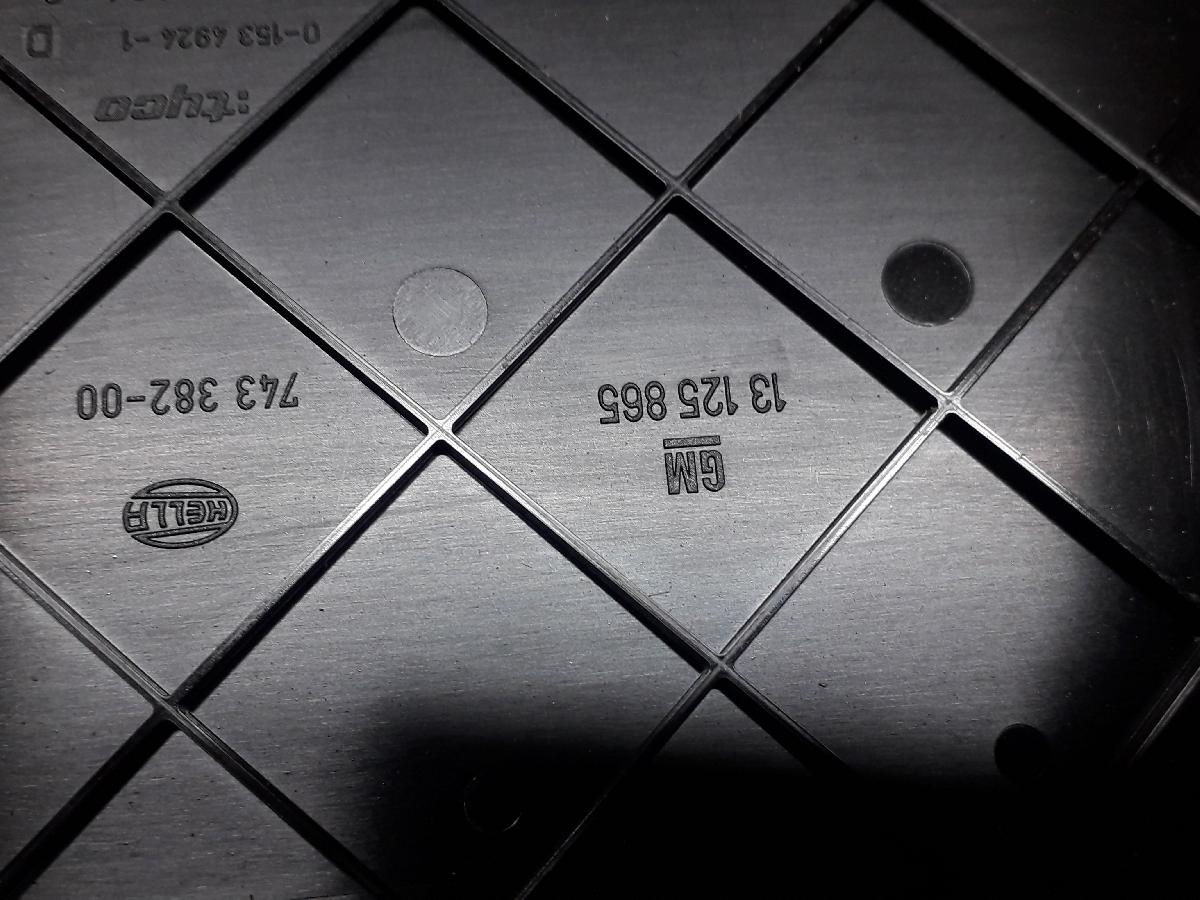 GM
13 125 865
HELLA
743 382-00
:tyco
0-153 4924 -1
D